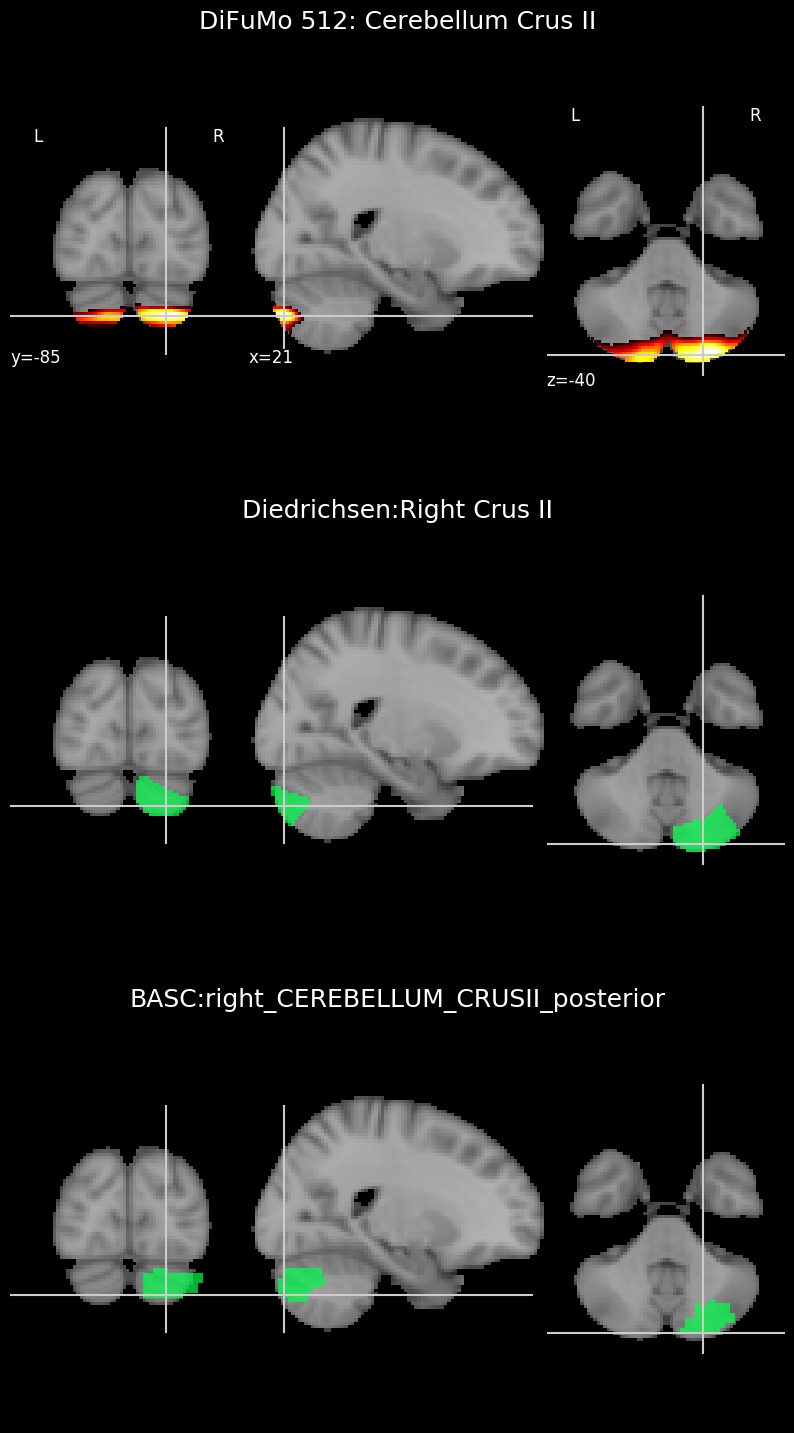 DiFuMo 512: Cerebellum Crus II
L R L R
y=-85 x=21 z=-40
Diedrichsen:Right Crus II
BASC:right_CEREBELLUM_CRUSII_posterior